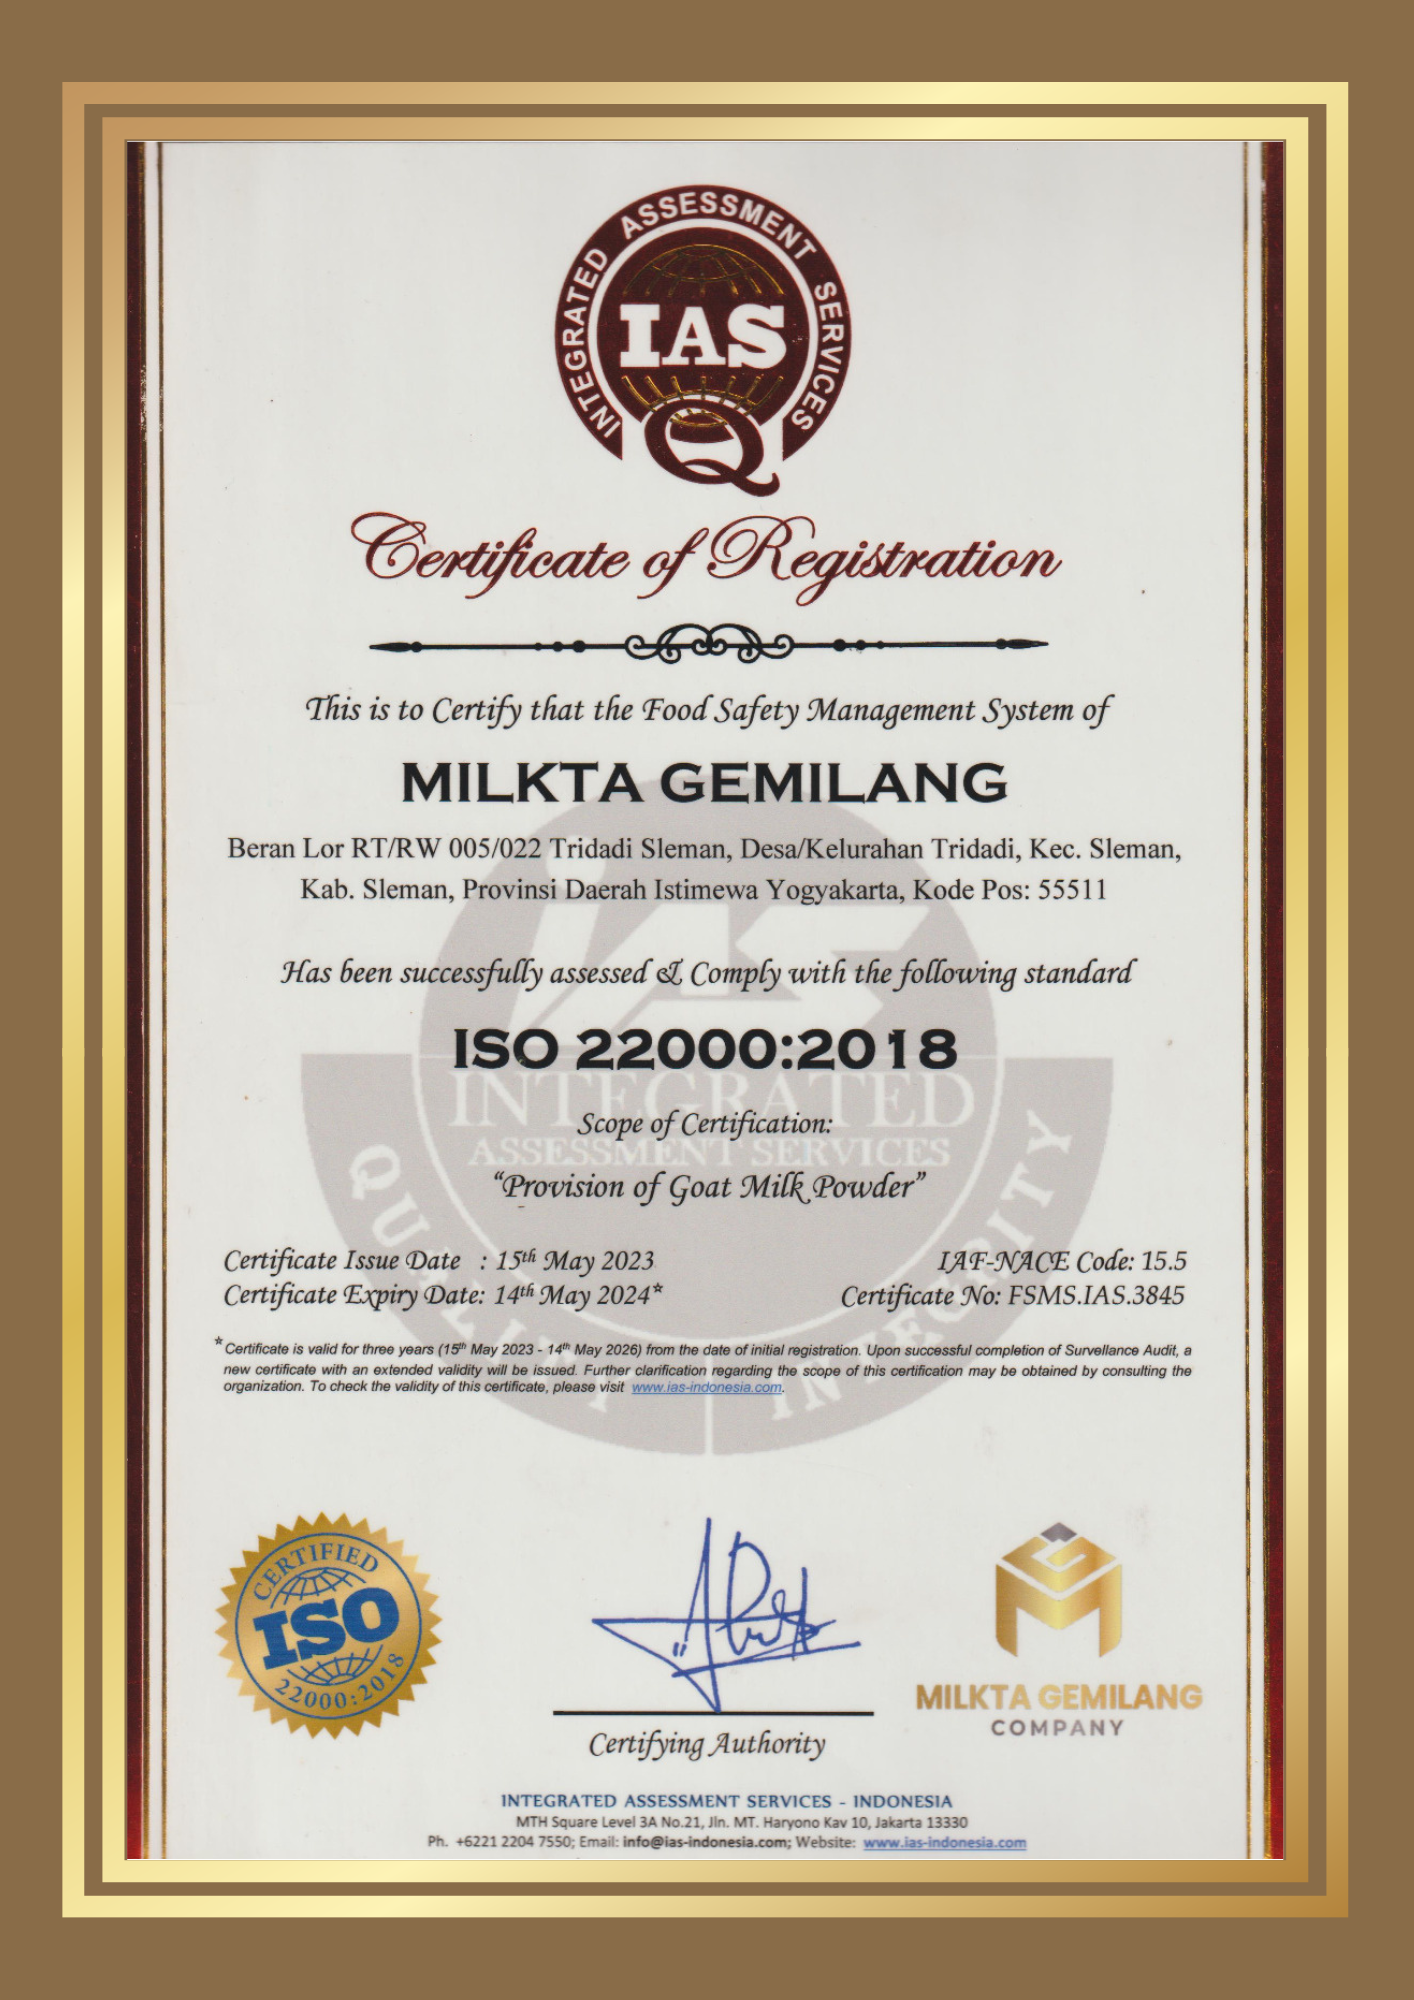 INTEGRATED ASSESSMENT SERVICES
IAS
Q
Certificate of Registration
This is to Certify that the Food Safety Management System of
MILKTA GEMILANG
Beran Lor RT/RW 005/022 Tridadi Sleman, Desa/Kelurahan Tridadi, Kec. Sleman,
Kab. Sleman, Provinsi Daerah Istimewa Yogyakarta, Kode Pos: 55511
Has been successfully assessed & Comply with the following standard
ISO 22000:2018
Scope of Certification:
“Provision of Goat Milk Powder”
Certificate Issue Date : 15th May 2023
IAF-NACE Code: 15.5
Certificate Expiry Date: 14th May 2024*
Certificate No: FSMS.IAS.3845
* Certificate is valid for three years (15th May 2023 - 14th May 2026) from the date of initial registration. Upon successful completion of Survellance Audit, a
new certificate with an extended validity will be issued. Further clarification regarding the scope of this certification may be obtained by consulting the
organization. To check the validity of this certificate, please visit www.ias-indonesia.com.
ias
INTEGRATED
ASSESSMENT SERVICES
QUALITY
INTEGRITY
CERTIFIED
ISO
22000:2018
Certifying Authority
MILKTA GEMILANG
COMPANY
INTEGRATED ASSESSMENT SERVICES - INDONESIA
MTH Square Level 3A No.21, Jln. MT. Haryono Kav 10, Jakarta 13330
Ph. +6221 2204 7550; Email: info@ias-indonesia.com; Website: www.ias-indonesia.com